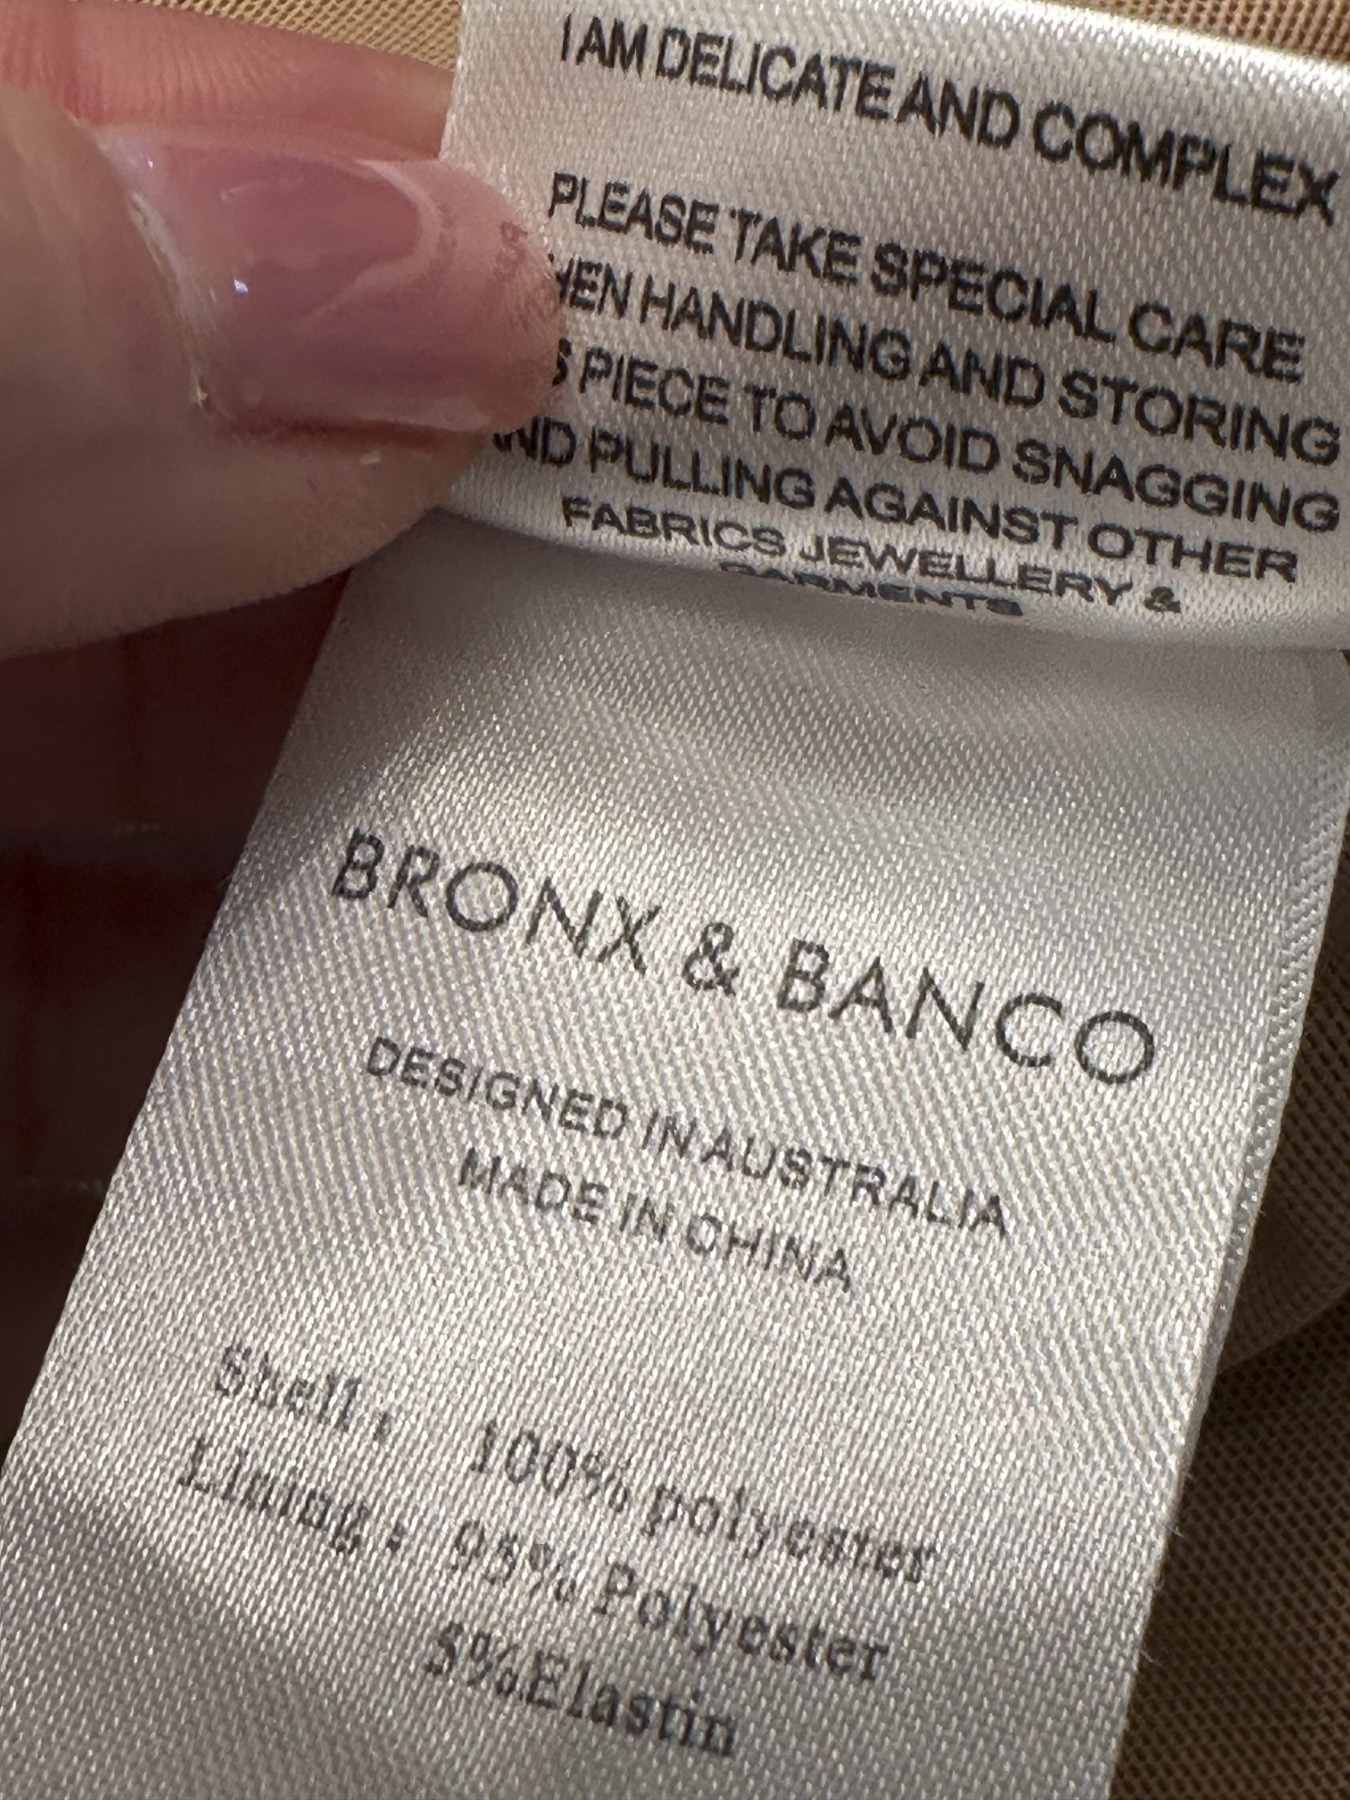 I AM DELICATE AND COMPLEX
PLEASE TAKE SPECIAL CARE
HANDLING AND STORING
PIECE TO AVOID SNAGGING
PULLING AGAINST OTHER
FABRICS JEWELLERY &
GARMENTS
BRONX & BANCO
DESIGNED IN AUSTRALIA
MADE IN CHINA
Shell: 100% polyester
Lining: 95% Polyester
5%Elastin